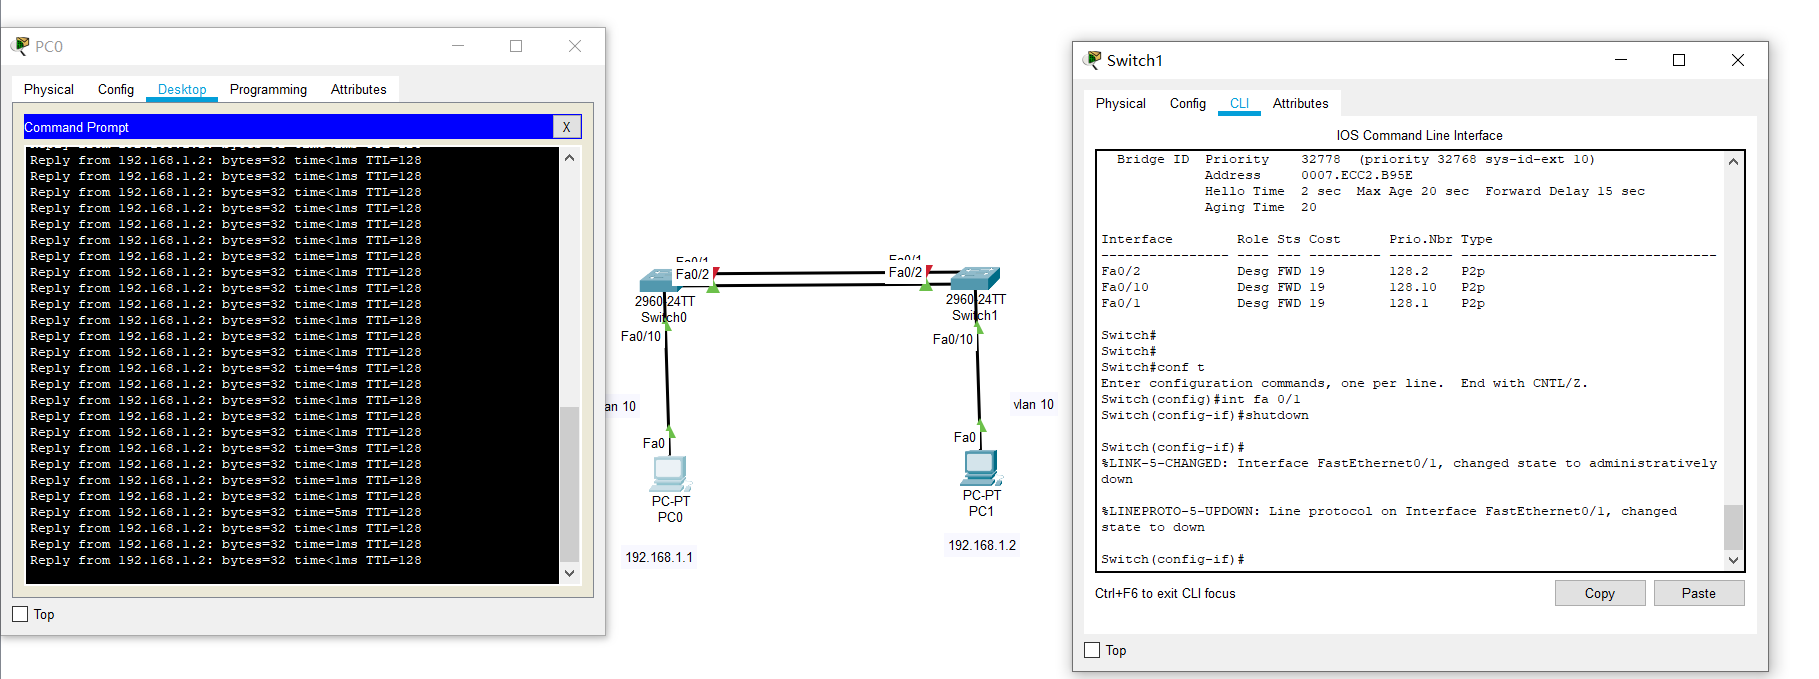 PC0
Physical Config Desktop Programming Attributes
Command Prompt
X
Reply from 192.168.1.2: bytes=32 time<1ms TTL=128
Reply from 192.168.1.2: bytes=32 time<1ms TTL=128
Reply from 192.168.1.2: bytes=32 time<1ms TTL=128
Reply from 192.168.1.2: bytes=32 time<1ms TTL=128
Reply from 192.168.1.2: bytes=32 time<1ms TTL=128
Reply from 192.168.1.2: bytes=32 time<1ms TTL=128
Reply from 192.168.1.2: bytes=32 time=1ms TTL=128
Reply from 192.168.1.2: bytes=32 time<1ms TTL=128
Reply from 192.168.1.2: bytes=32 time<1ms TTL=128
Reply from 192.168.1.2: bytes=32 time<1ms TTL=128
Reply from 192.168.1.2: bytes=32 time<1ms TTL=128
Reply from 192.168.1.2: bytes=32 time<1ms TTL=128
Reply from 192.168.1.2: bytes=32 time<1ms TTL=128
Reply from 192.168.1.2: bytes=32 time=4ms TTL=128
Reply from 192.168.1.2: bytes=32 time<1ms TTL=128
Reply from 192.168.1.2: bytes=32 time<1ms TTL=128
Reply from 192.168.1.2: bytes=32 time<1ms TTL=128
Reply from 192.168.1.2: bytes=32 time<1ms TTL=128
Reply from 192.168.1.2: bytes=32 time=3ms TTL=128
Reply from 192.168.1.2: bytes=32 time<1ms TTL=128
Reply from 192.168.1.2: bytes=32 time=1ms TTL=128
Reply from 192.168.1.2: bytes=32 time<1ms TTL=128
Reply from 192.168.1.2: bytes=32 time=5ms TTL=128
Reply from 192.168.1.2: bytes=32 time<1ms TTL=128
Reply from 192.168.1.2: bytes=32 time=1ms TTL=128
Reply from 192.168.1.2: bytes=32 time<1ms TTL=128
Top
Fa0/1
Fa0/2
2960-24TT
Switch0
Fa0/10
an 10
Fa0
PC-PT
PC0
192.168.1.1
Fa0/1
Fa0/2
2960-24TT
Switch1
Fa0/10
vlan 10
Fa0
PC-PT
PC1
192.168.1.2
Switch1
Physical Config CLI Attributes
IOS Command Line Interface
Bridge ID Priority 32778 (priority 32768 sys-id-ext 10)
Address 0007.ECC2.B95E
Hello Time 2 sec Max Age 20 sec Forward Delay 15 sec
Aging Time 20
Interface Role Sts Cost Prio.Nbr Type
---------------- ---- --- --------- -------- --------------------------------
Fa0/2 Desg FWD 19 128.2 P2p
Fa0/10 Desg FWD 19 128.10 P2p
Fa0/1 Desg FWD 19 128.1 P2p
Switch#
Switch#
Switch#conf t
Enter configuration commands, one per line. End with CNTL/Z.
Switch(config)#int fa 0/1
Switch(config-if)#shutdown
Switch(config-if)#
%LINK-5-CHANGED: Interface FastEthernet0/1, changed state to administratively
down
%LINEPROTO-5-UPDOWN: Line protocol on Interface FastEthernet0/1, changed
state to down
Switch(config-if)#
Ctrl+F6 to exit CLI focus
Copy
Paste
Top